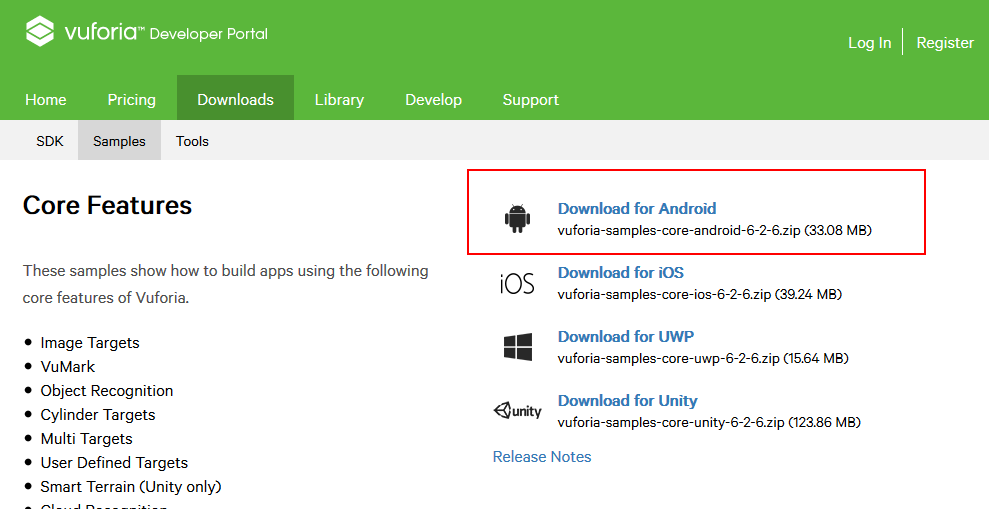 vuforia™ Developer Portal
Log In
Register
Home
Pricing
Downloads
Library
Develop
Support
SDK
Samples
Tools
Core Features
These samples show how to build apps using the following
core features of Vuforia.
Image Targets
VuMark
Object Recognition
Cylinder Targets
Multi Targets
User Defined Targets
Smart Terrain (Unity only)
Cloud Recognition
Download for Android
vuforia-samples-core-android-6-2-6.zip (33.08 MB)
iOS
Download for iOS
vuforia-samples-core-ios-6-2-6.zip (39.24 MB)
Download for UWP
vuforia-samples-core-uwp-6-2-6.zip (15.64 MB)
unity
Download for Unity
vuforia-samples-core-unity-6-2-6.zip (123.86 MB)
Release Notes